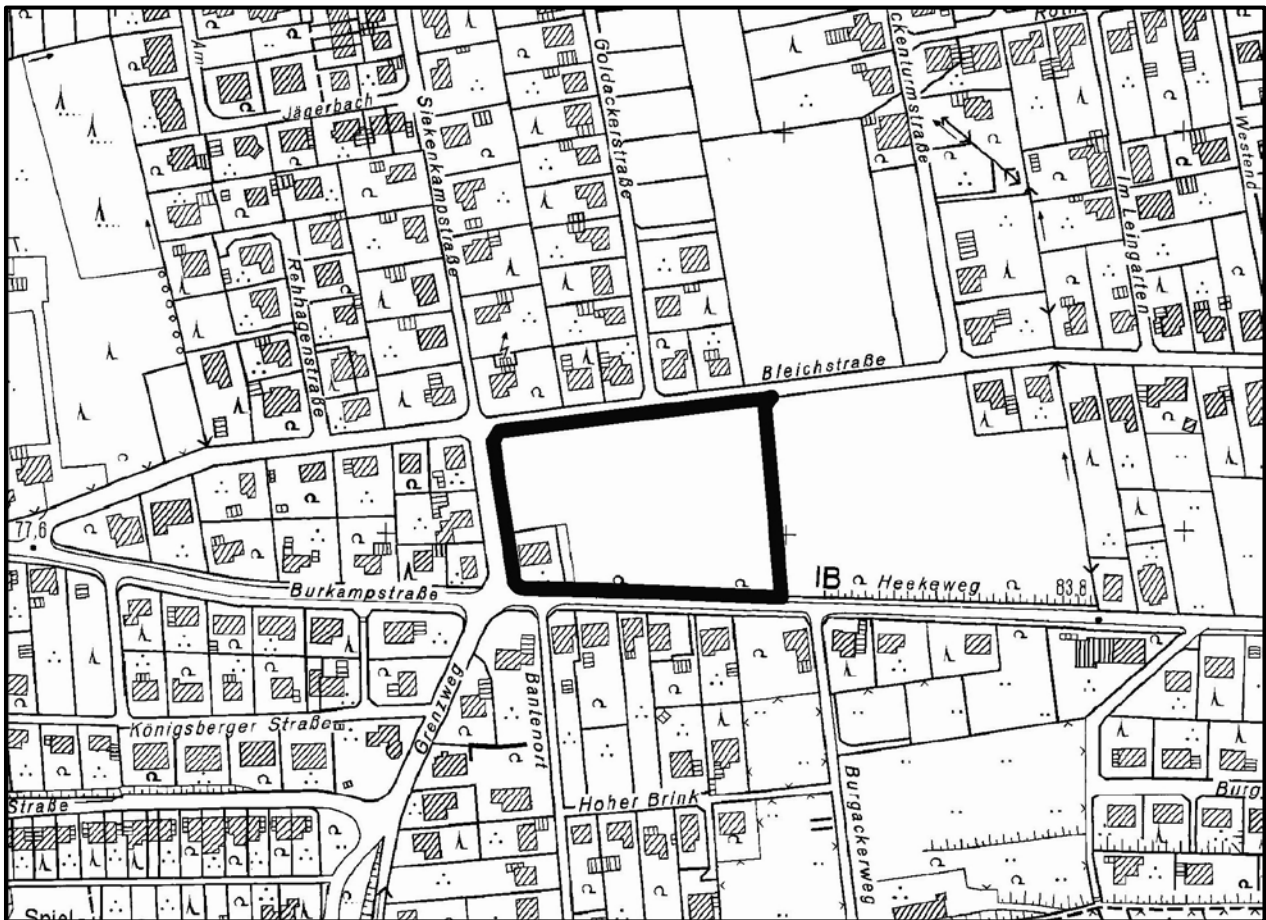 Am
Jägerbach
Siekenkampstraße
Goldackerstraße
ckenturmstraße
Rothe
Westend
Im Leingarten
Rehhagenstraße
Bleichstraße
T.
77,6
Burkampstraße
IB
Heekeweg
83,8
Grenzweg
Bantenort
Königsberger Straße
Straße
Hoher Brink
Burgackerweg
Burg
Spiel